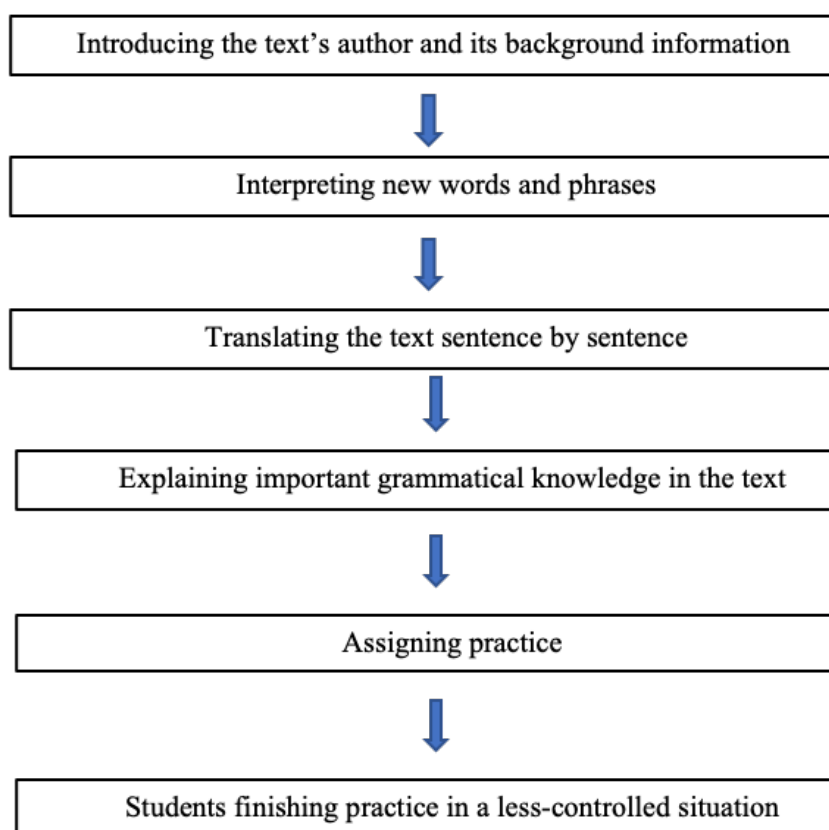 Introducing the text’s author and its background information
Interpreting new words and phrases
Translating the text sentence by sentence
Explaining important grammatical knowledge in the text
Assigning practice
Students finishing practice in a less-controlled situation